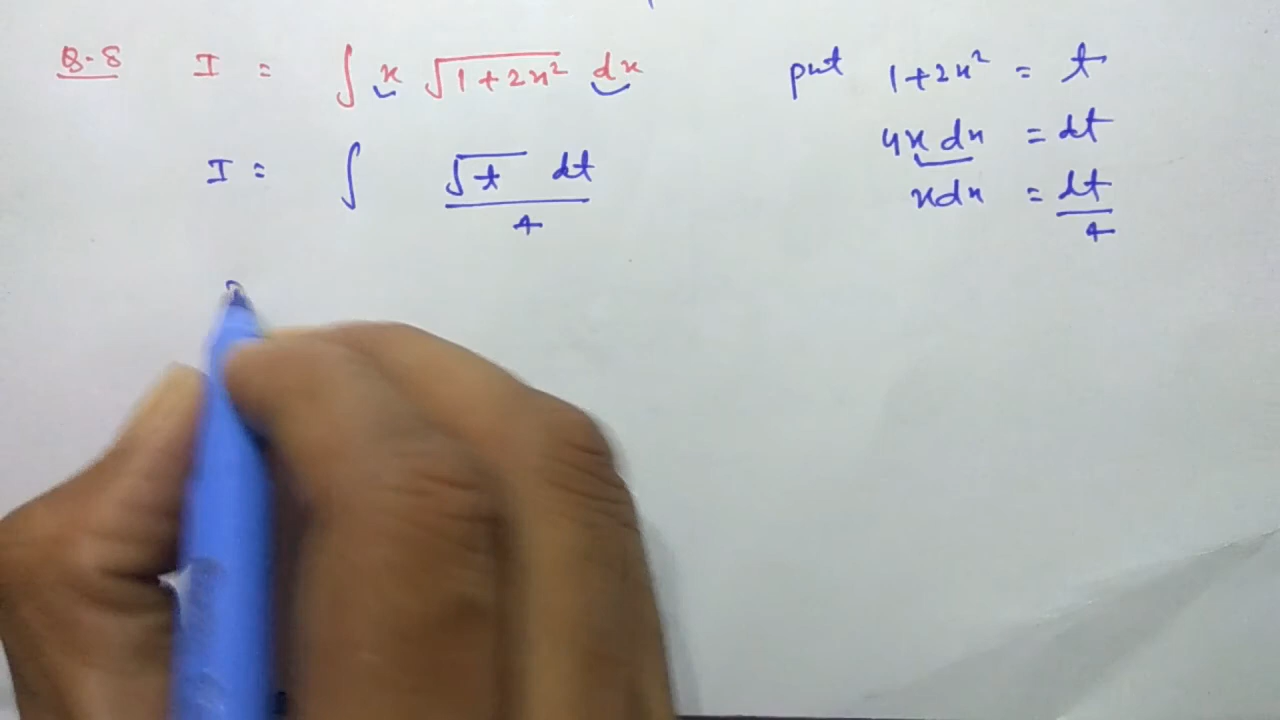 Q.8 I = ∫ x √(1+2x²) dx
put 1+2x² = t
4x dx = dt
I = ∫ √t dt / 4
x dx = dt / 4